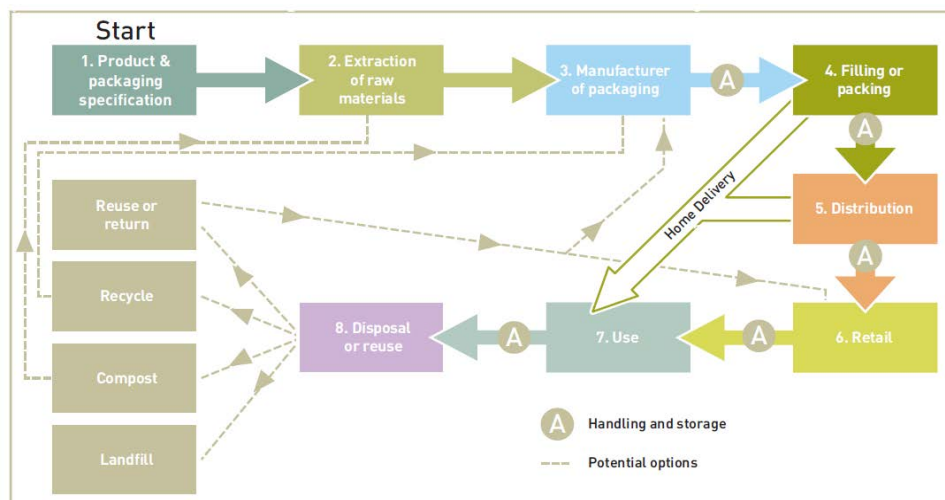 Start
1. Product &
packaging
specification
2. Extraction
of raw
materials
3. Manufacturer
of packaging
A
4. Filling or
packing
A
Home Delivery
5. Distribution
A
6. Retail
A
7. Use
A
8. Disposal
or reuse
Reuse or
return
Recycle
Compost
Landfill
A
Handling and storage
Potential options